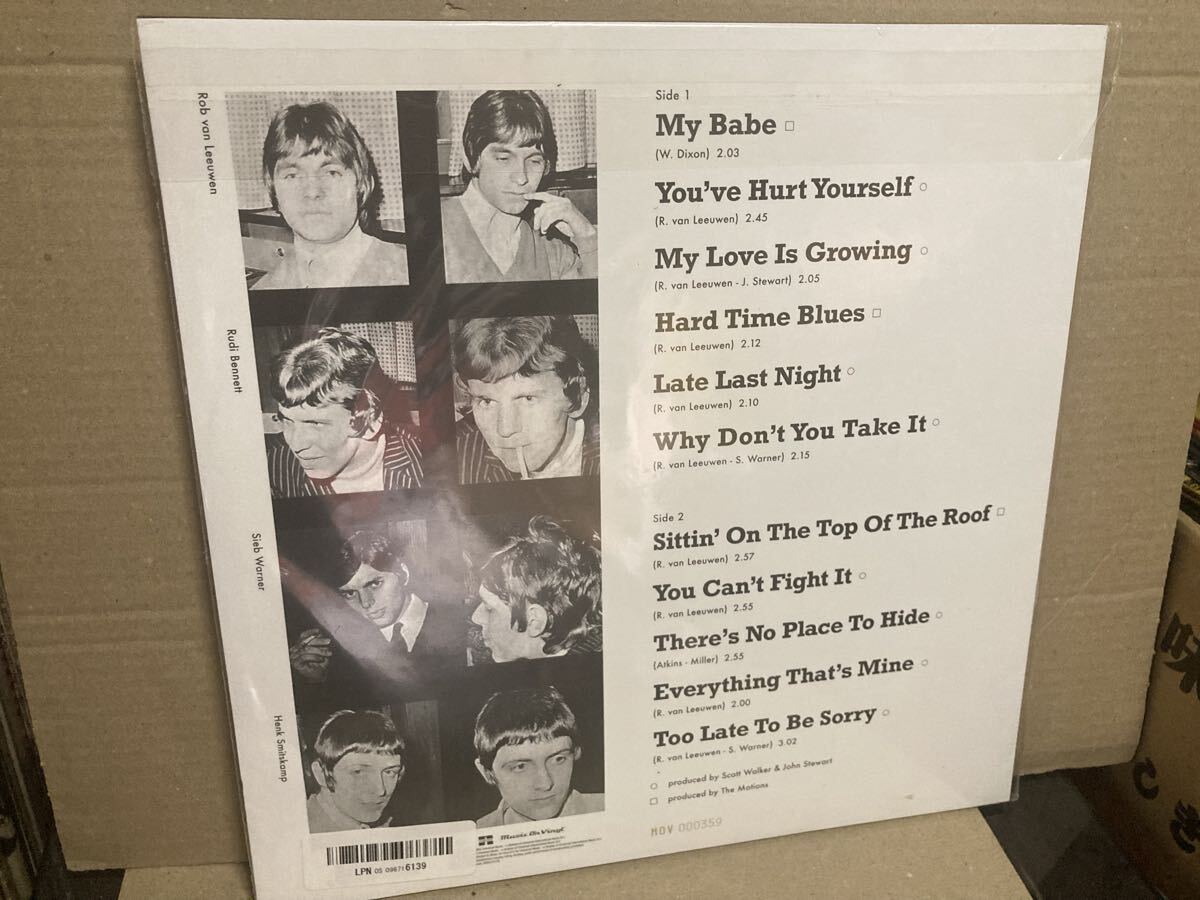 Rob van Leeuwen
Rudi Bennett
Sieb Warner
Henk Smitskamp
Side 1
My Babe □
(W. Dixon) 2.03
You've Hurt Yourself ○
(R. van Leeuwen) 2.45
My Love Is Growing ○
(R. van Leeuwen - J. Stewart) 2.05
Hard Time Blues □
(R. van Leeuwen) 2.12
Late Last Night ○
(R. van Leeuwen) 2.10
Why Don't You Take It ○
(R. van Leeuwen - S. Warner) 2.15
Side 2
Sittin' On The Top Of The Roof □
(R. van Leeuwen) 2.57
You Can't Fight It ○
(R. van Leeuwen) 2.55
There's No Place To Hide ○
(Atkins - Miller) 2.55
Everything That's Mine ○
(R. van Leeuwen) 2.00
Too Late To Be Sorry ○
(R. van Leeuwen - S. Warner) 3.02
○ produced by Scott Walker & John Stewart
□ produced by The Motions
MOV 000359
Music On Vinyl
LPN 05 09871 6139